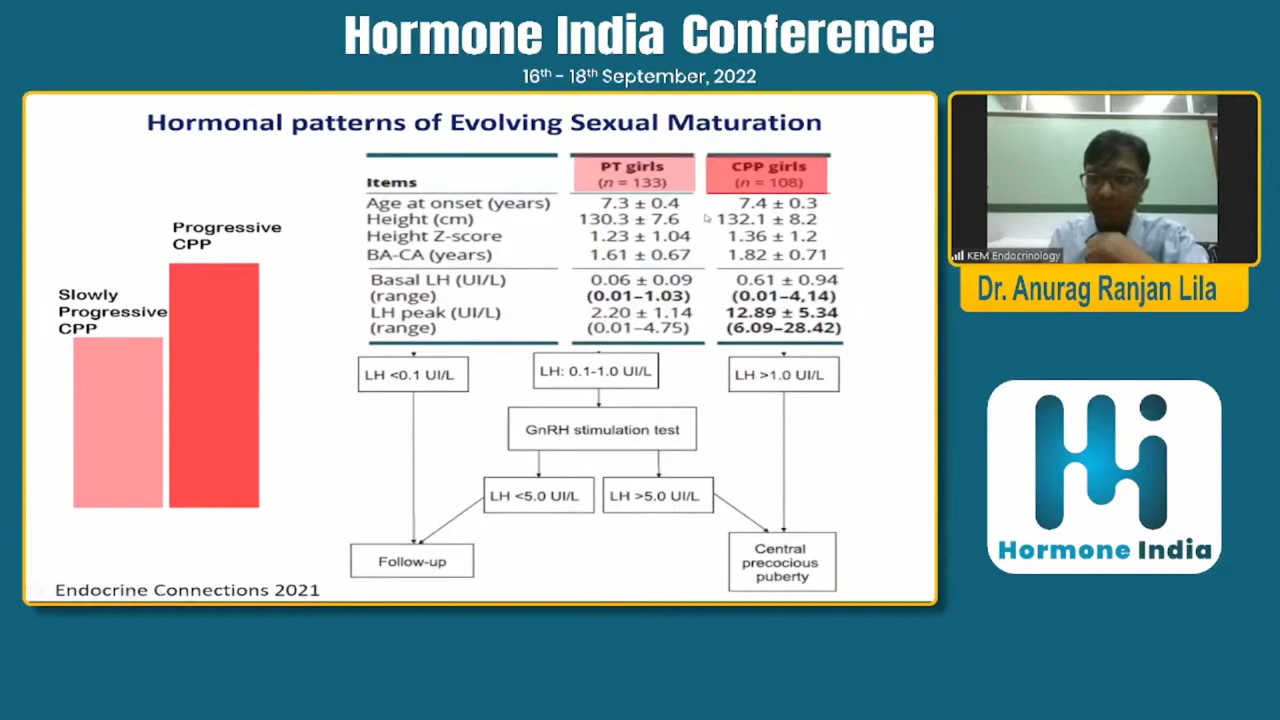 Hormone India Conference
16th - 18th September, 2022
Hormonal patterns of Evolving Sexual Maturation
Items PT girls (n = 133) CPP girls (n = 108)
Age at onset (years) 7.3 ± 0.4 7.4 ± 0.3
Height (cm) 130.3 ± 7.6 132.1 ± 8.2
Height Z-score 1.23 ± 1.04 1.36 ± 1.2
BA-CA (years) 1.61 ± 0.67 1.82 ± 0.71
Basal LH (UI/L) 0.06 ± 0.09 0.61 ± 0.94
(range) (0.01–1.03) (0.01–4,14)
LH peak (UI/L) 2.20 ± 1.14 12.89 ± 5.34
(range) (0.01–4.75) (6.09–28.42)
Progressive
CPP
Slowly
Progressive
CPP
LH <0.1 UI/L
LH: 0.1-1.0 UI/L
LH >1.0 UI/L
GnRH stimulation test
LH <5.0 UI/L
LH >5.0 UI/L
Follow-up
Central
precocious
puberty
Endocrine Connections 2021
KEM Endocrinology
Dr. Anurag Ranjan Lila
Hi
Hormone India